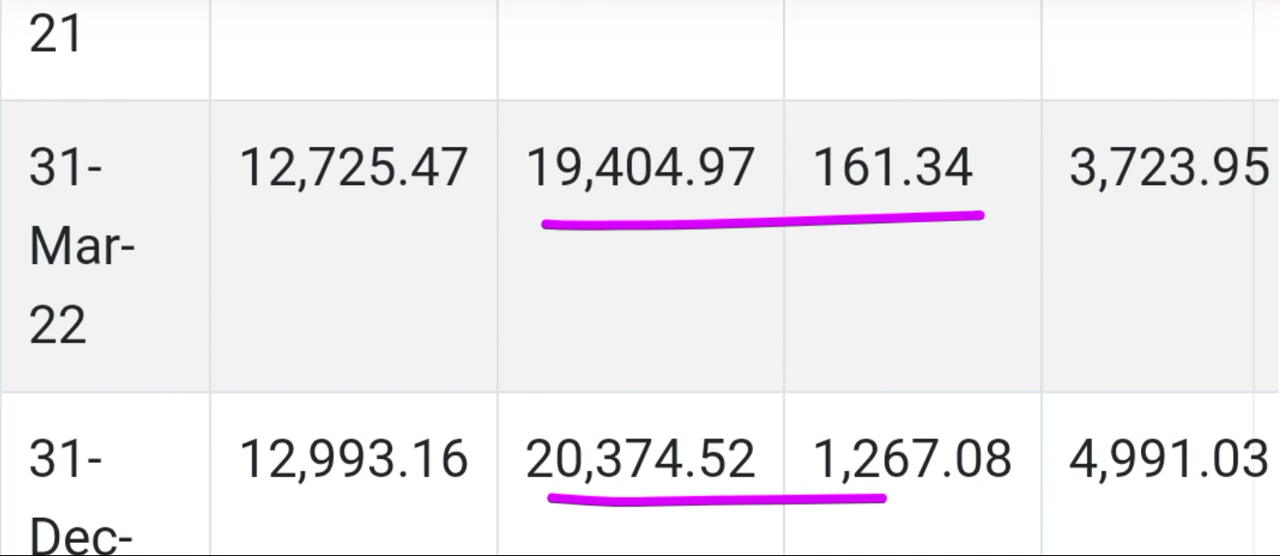 21
31- 12,725.47 19,404.97 161.34 3,723.95
Mar-
22
31- 12,993.16 20,374.52 1,267.08 4,991.03
Dec-